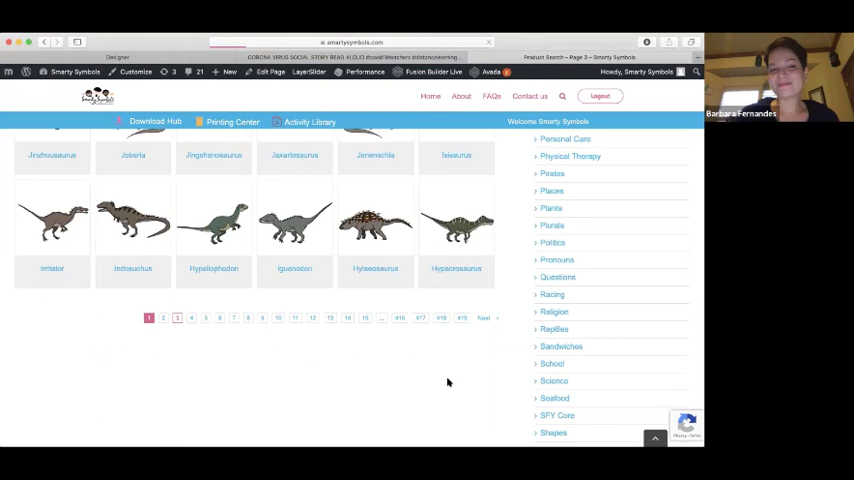 smartysymbols.com
Designer
CORONA VIRUS SOCIAL STORY READ ALOUD
Product Search – Page 3 – Smarty Symbols
Smarty Symbols Customize 3 21 + New Edit Page LayerSlider Performance Fusion Builder Live Avada Howdy, Smarty Symbols
Smarty Symbols
Home About FAQs Contact us Logout
Download Hub Printing Center Activity Library Welcome Smarty Symbols
Barbara Fernandes
Jinzhousaurus Jobaria Jingshanosaurus Jaxartosaurus Jenamachia Isisaurus
Irritator Indosuchus Hypsilophodon Iguanodon Hylaeosaurus Hypacrosaurus
1 2 3 4 5 6 7 8 9 10 11 12 13 14 15 ... 416 417 418 419 Next ›
Personal Care
Physical Therapy
Pirates
Places
Plants
Plurals
Politics
Pronouns
Questions
Racing
Religion
Reptiles
Sandwiches
School
Science
Seafood
SFY Core
Shapes
Privacy - Terms